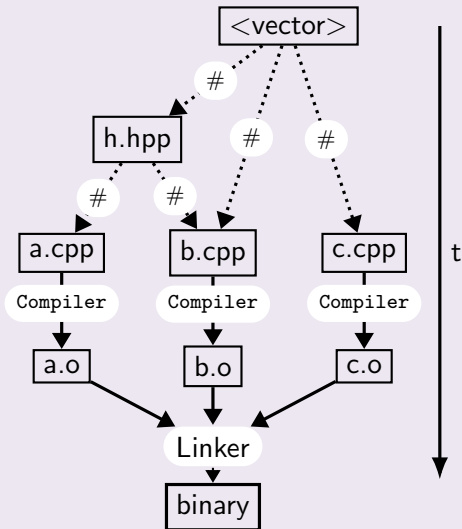 <vector>
#
h.hpp
# #
# #
a.cpp b.cpp c.cpp
t
Compiler Compiler Compiler
a.o b.o c.o
Linker
binary